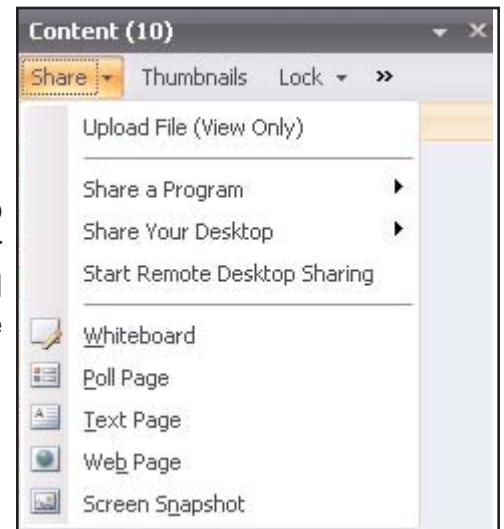 Content (10)
Share Thumbnails Lock »
Upload File (View Only)
Share a Program
Share Your Desktop
Start Remote Desktop Sharing
Whiteboard
Poll Page
Text Page
Web Page
Screen Snapshot